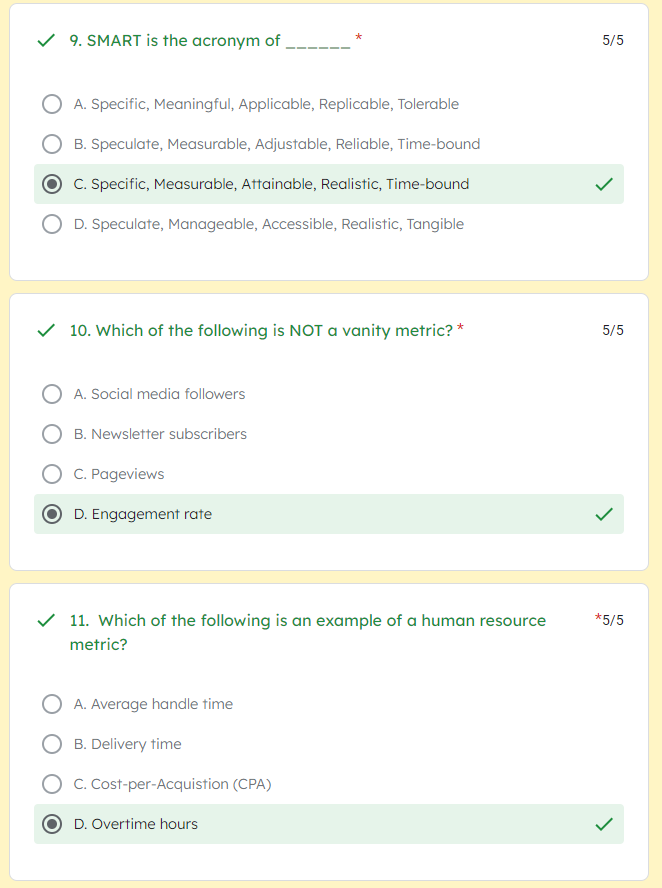 9. SMART is the acronym of ______ *
5/5
A. Specific, Meaningful, Applicable, Replicable, Tolerable
B. Speculate, Measurable, Adjustable, Reliable, Time-bound
C. Specific, Measurable, Attainable, Realistic, Time-bound
D. Speculate, Manageable, Accessible, Realistic, Tangible
10. Which of the following is NOT a vanity metric? *
5/5
A. Social media followers
B. Newsletter subscribers
C. Pageviews
D. Engagement rate
11. Which of the following is an example of a human resource
*5/5
metric?
A. Average handle time
B. Delivery time
C. Cost-per-Acquistion (CPA)
D. Overtime hours